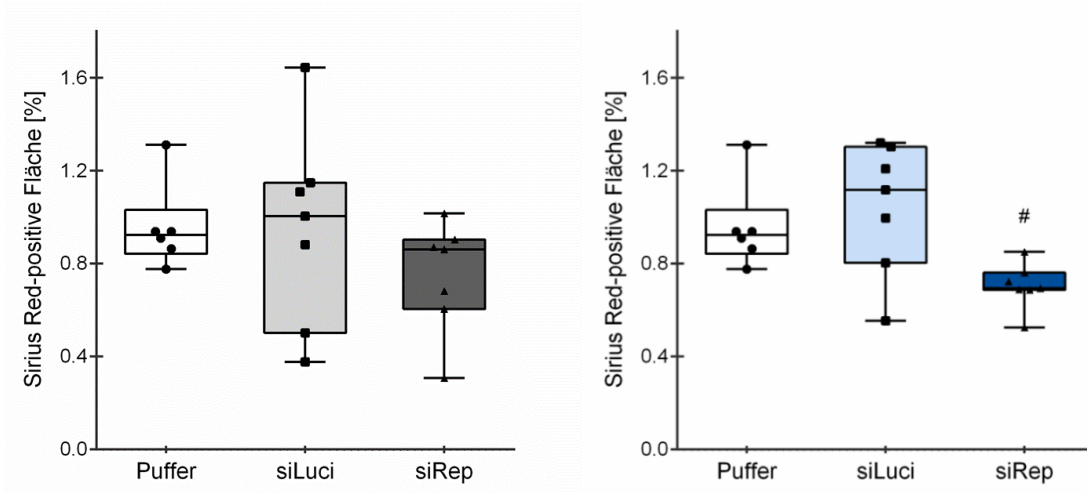 Sirius Red-positive Fläche [%]
1.6
1.2
0.8
0.4
0.0
Puffer siLuci siRep
Sirius Red-positive Fläche [%]
1.6
1.2
0.8
0.4
0.0
#
Puffer siLuci siRep